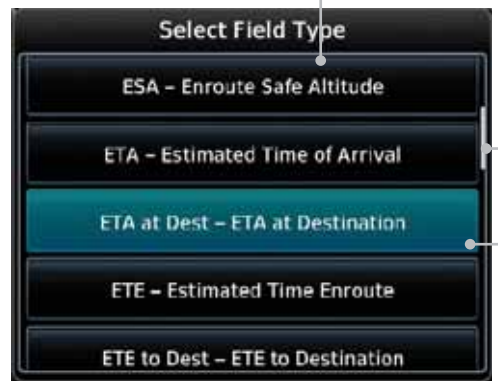 Select Field Type
ESA – Enroute Safe Altitude
ETA – Estimated Time of Arrival
ETA at Dest – ETA at Destination
ETE – Estimated Time Enroute
ETE to Dest – ETE to Destination